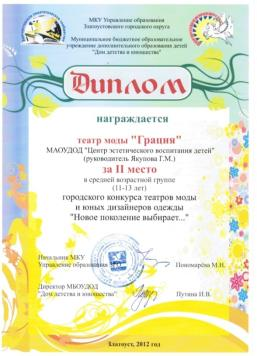 МКУ Управление образования
Златоустовского городского округа
Муниципальное бюджетное образовательное
учреждение дополнительного образования детей
"Дом детства и юношества"
Диплом
награждается
театр моды "Грация"
МАОУДОД "Центр эстетического воспитания детей"
(руководитель Якупова Г.М.)
за II место
в средней возрастной группе
(11-13 лет)
городского конкурса театров моды
и юных дизайнеров одежды
"Новое поколение выбирает..."
Начальник МКУ
Управление образования Пономарёва М.Н.
Директор МБОУДОД
"Дом детства и юношества" Путина И.В.
Златоуст, 2012 год